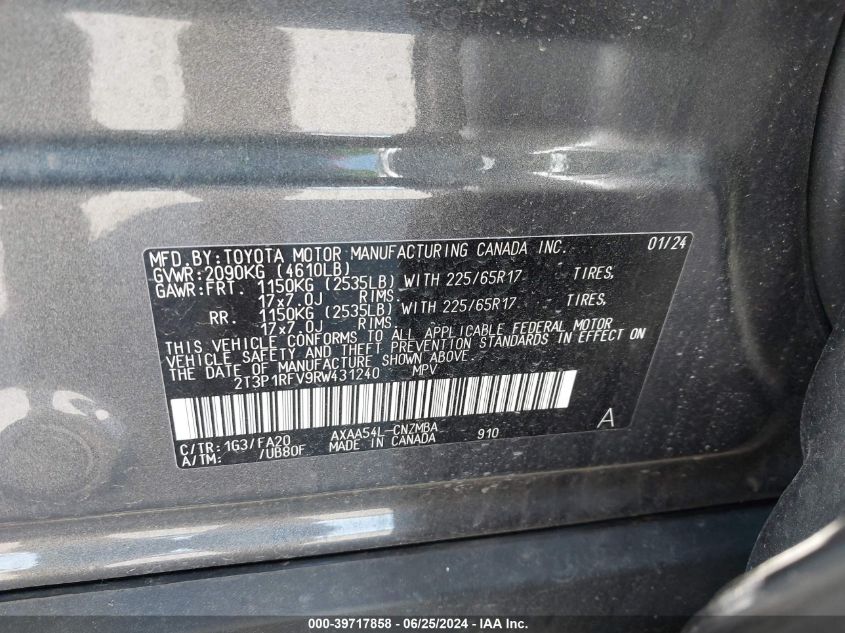 MFD.BY:TOYOTA MOTOR MANUFACTURING CANADA INC. 01/24
GVWR:2090KG (4610LB)
GAWR:FRT. 1150KG (2535LB) WITH 225/65R17 TIRES,
17x7.0J RIMS.
RR. 1150KG (2535LB) WITH 225/65R17 TIRES,
17x7.0J RIMS.
THIS VEHICLE CONFORMS TO ALL APPLICABLE FEDERAL MOTOR
VEHICLE SAFETY AND THEFT PREVENTION STANDARDS IN EFFECT ON
THE DATE OF MANUFACTURE SHOWN ABOVE.
2T3P1RFV9RW431240 MPV
C/TR:1G3/FA20 AXAA54L-CNZMBA 910 A
A/TM: /UB80F MADE IN CANADA
000-39717858 - 06/25/2024 - IAA Inc.